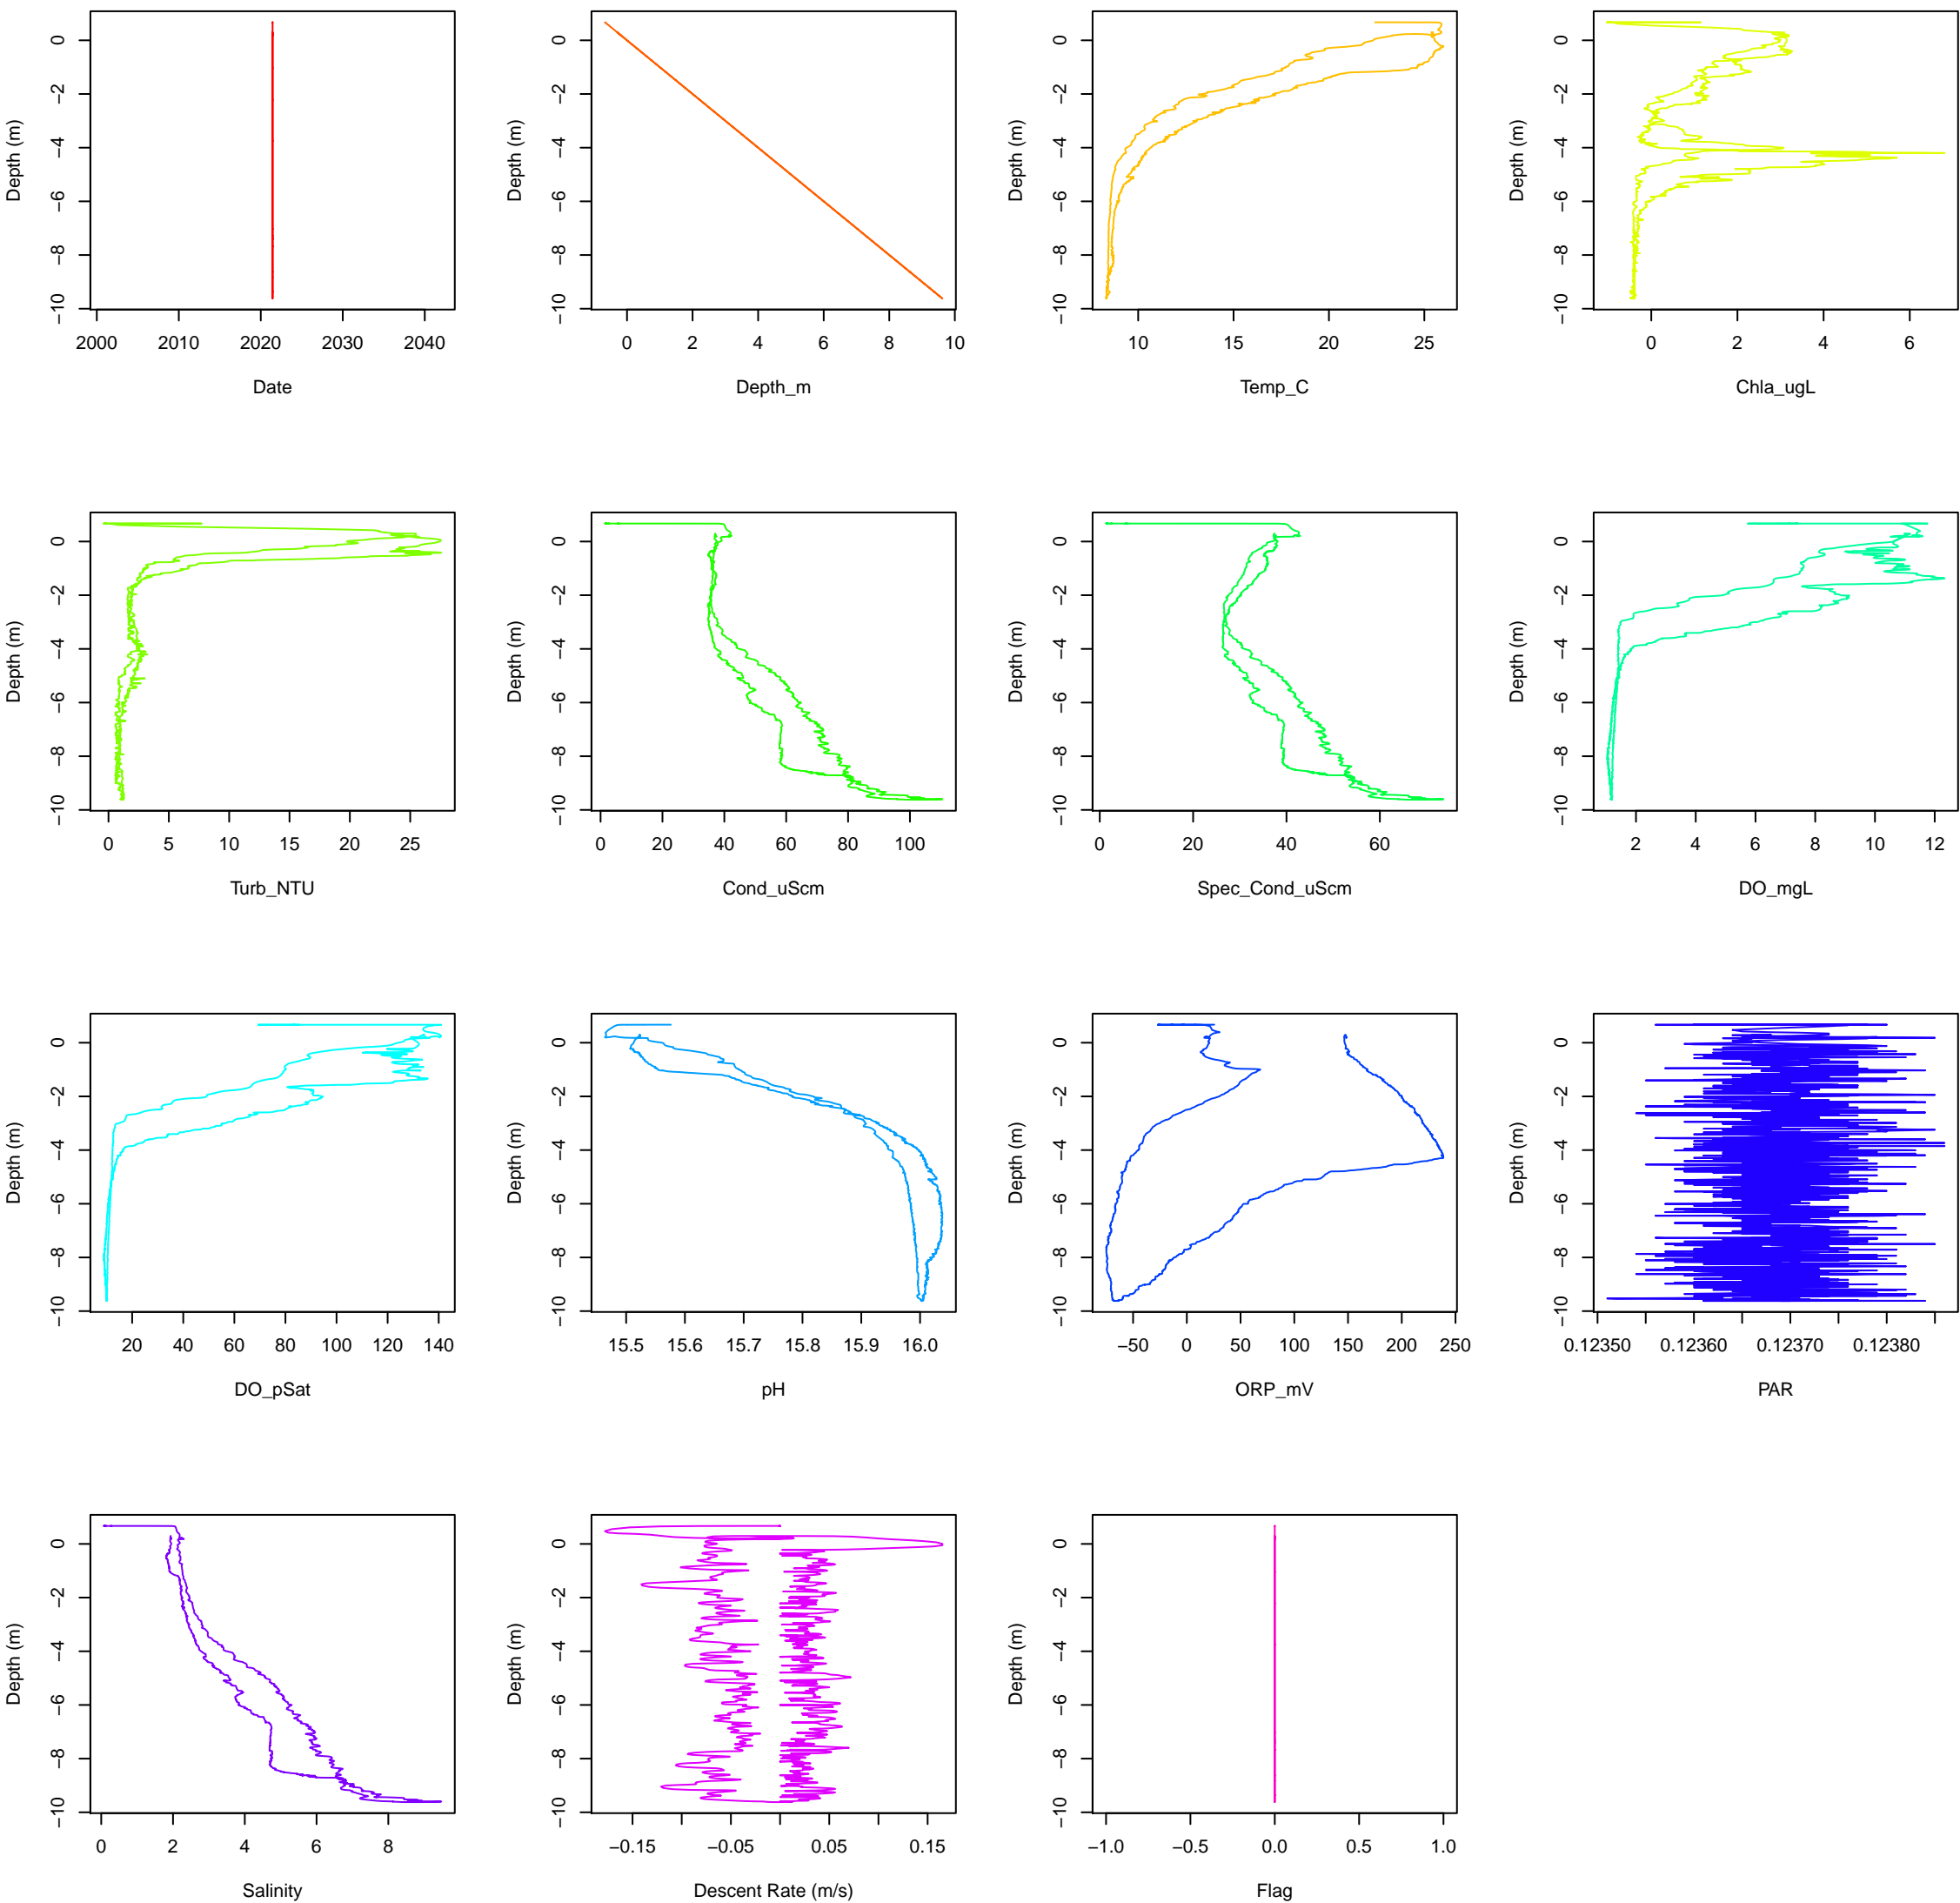 Depth (m)
0
−2
−4
−6
−8
−10
2000 2010 2020 2030 2040
Date
Depth (m)
0
−2
−4
−6
−8
−10
0 2 4 6 8 10
Depth_m
Depth (m)
0
−2
−4
−6
−8
−10
10 15 20 25
Temp_C
Depth (m)
0
−2
−4
−6
−8
−10
0 2 4 6
Chla_ugL
Depth (m)
0
−2
−4
−6
−8
−10
0 5 10 15 20 25
Turb_NTU
Depth (m)
0
−2
−4
−6
−8
−10
0 20 40 60 80 100
Cond_uScm
Depth (m)
0
−2
−4
−6
−8
−10
0 20 40 60
Spec_Cond_uScm
Depth (m)
0
−2
−4
−6
−8
−10
2 4 6 8 10 12
DO_mgL
Depth (m)
0
−2
−4
−6
−8
−10
20 40 60 80 100 120 140
DO_pSat
Depth (m)
0
−2
−4
−6
−8
−10
15.5 15.6 15.7 15.8 15.9 16.0
pH
Depth (m)
0
−2
−4
−6
−8
−10
−50 0 50 100 150 200 250
ORP_mV
Depth (m)
0
−2
−4
−6
−8
−10
0.12350 0.12360 0.12370 0.12380
PAR
Depth (m)
0
−2
−4
−6
−8
−10
0 2 4 6 8
Salinity
Depth (m)
0
−2
−4
−6
−8
−10
−0.15 −0.05 0.05 0.15
Descent Rate (m/s)
Depth (m)
0
−2
−4
−6
−8
−10
−1.0 −0.5 0.0 0.5 1.0
Flag